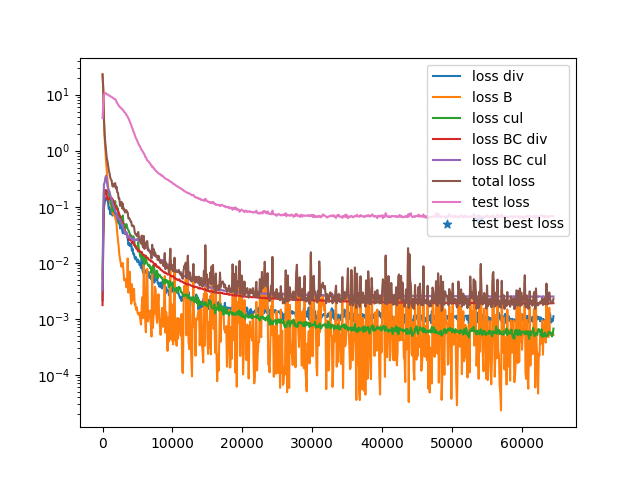 loss div
loss B
loss cul
loss BC div
loss BC cul
total loss
test loss
test best loss
10^1
10^0
10^-1
10^-2
10^-3
10^-4
0 10000 20000 30000 40000 50000 60000